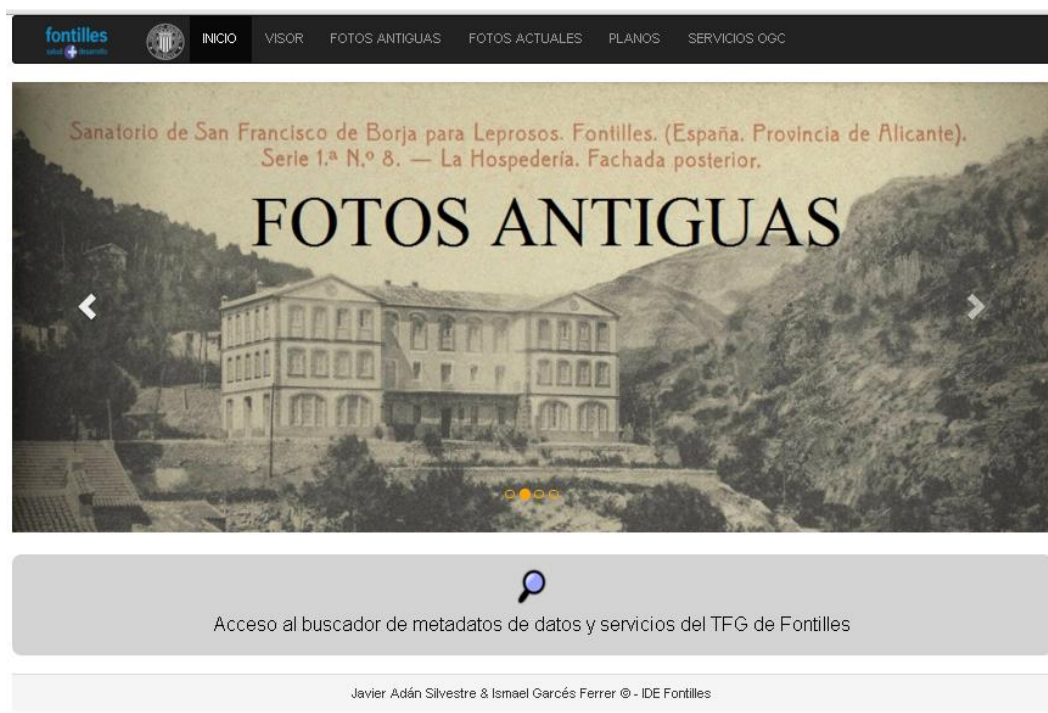 fontilles
salud desarrollo
INICIO VISOR FOTOS ANTIGUAS FOTOS ACTUALES PLANOS SERVICIOS OGC
Sanatorio de San Francisco de Borja para Leprosos. Fontilles. (España. Provincia de Alicante).
Serie 1.ª N.º 8. — La Hospedería. Fachada posterior.
FOTOS ANTIGUAS
Acceso al buscador de metadatos de datos y servicios del TFG de Fontilles
Javier Adán Silvestre & Ismael Garcés Ferrer © - IDE Fontilles